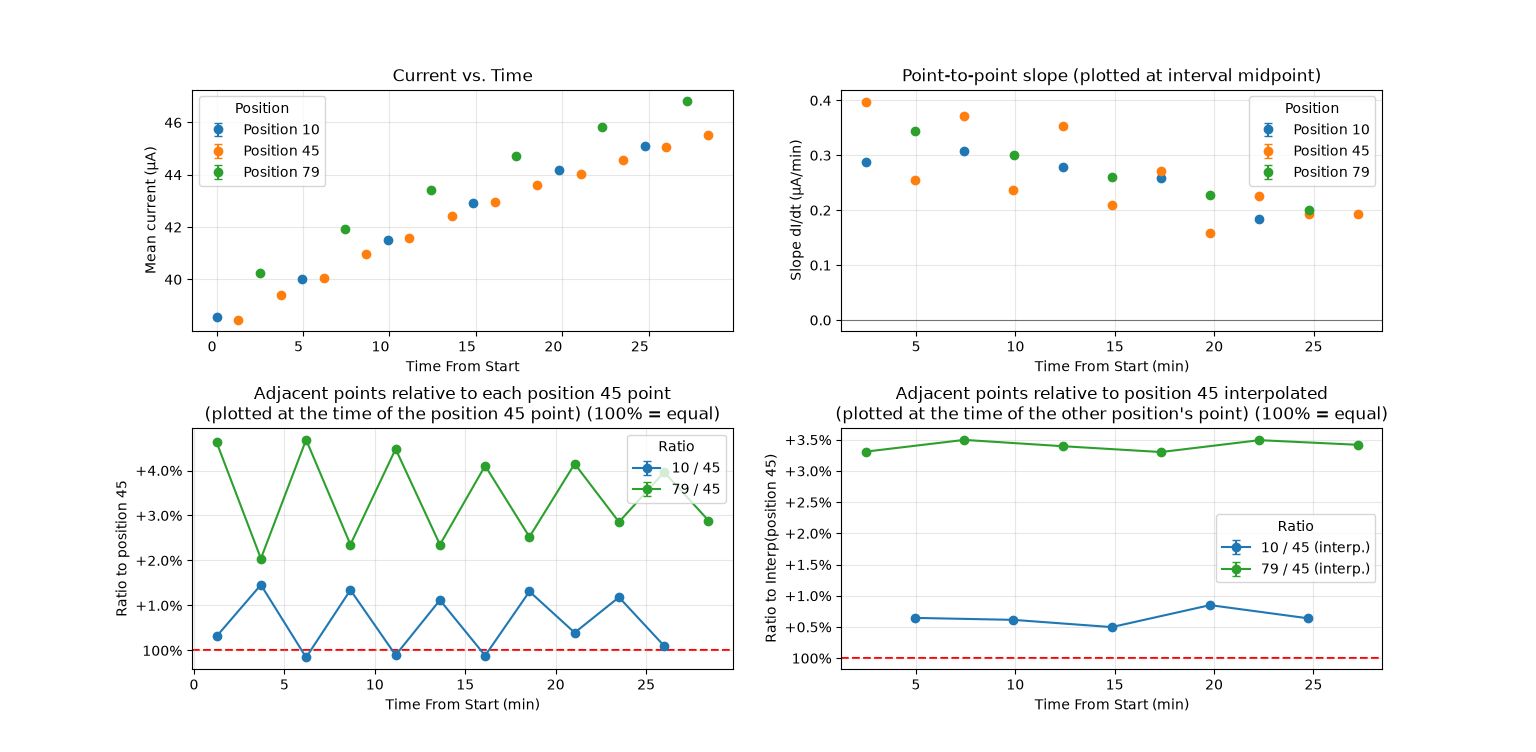 Current vs. Time
Mean current (µA)
46
44
42
40
Position
Position 10
Position 45
Position 79
0 5 10 15 20 25
Time From Start
Point-to-point slope (plotted at interval midpoint)
Slope dI/dt (µA/min)
0.4
0.3
0.2
0.1
0.0
Position
Position 10
Position 45
Position 79
5 10 15 20 25
Time From Start (min)
Adjacent points relative to each position 45 point
(plotted at the time of the position 45 point) (100% = equal)
Ratio to position 45
+4.0%
+3.0%
+2.0%
+1.0%
100%
Ratio
10 / 45
79 / 45
0 5 10 15 20 25
Time From Start (min)
Adjacent points relative to position 45 interpolated
(plotted at the time of the other position's point) (100% = equal)
Ratio to Interp(position 45)
+3.5%
+3.0%
+2.5%
+2.0%
+1.5%
+1.0%
+0.5%
100%
Ratio
10 / 45 (interp.)
79 / 45 (interp.)
5 10 15 20 25
Time From Start (min)